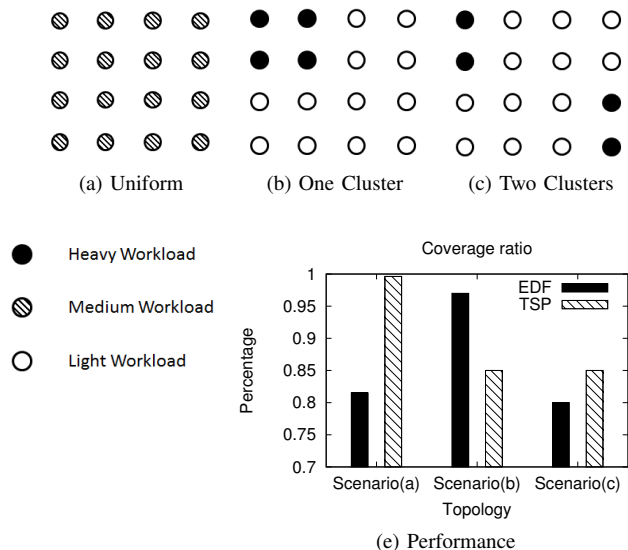 (a) Uniform
(b) One Cluster
(c) Two Clusters
Heavy Workload
Medium Workload
Light Workload
Coverage ratio
EDF
TSP
Percentage
1
0.95
0.9
0.85
0.8
0.75
0.7
Scenario(a)
Scenario(b)
Scenario(c)
Topology
(e) Performance